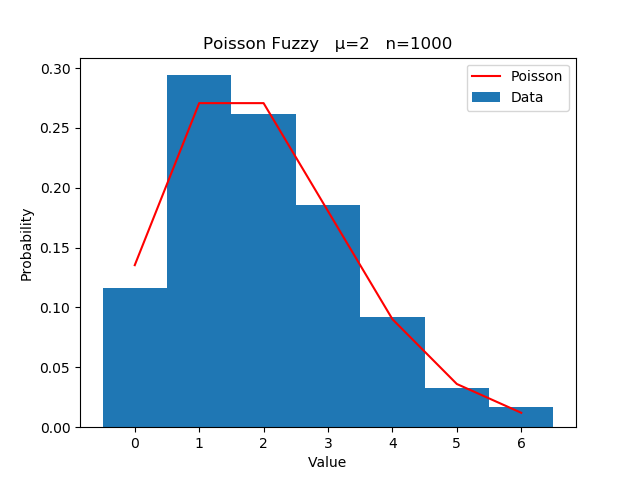 Poisson Fuzzy   μ=2   n=1000
Poisson
Data
0.30
0.25
0.20
0.15
0.10
0.05
0.00
Probability
0 1 2 3 4 5 6
Value